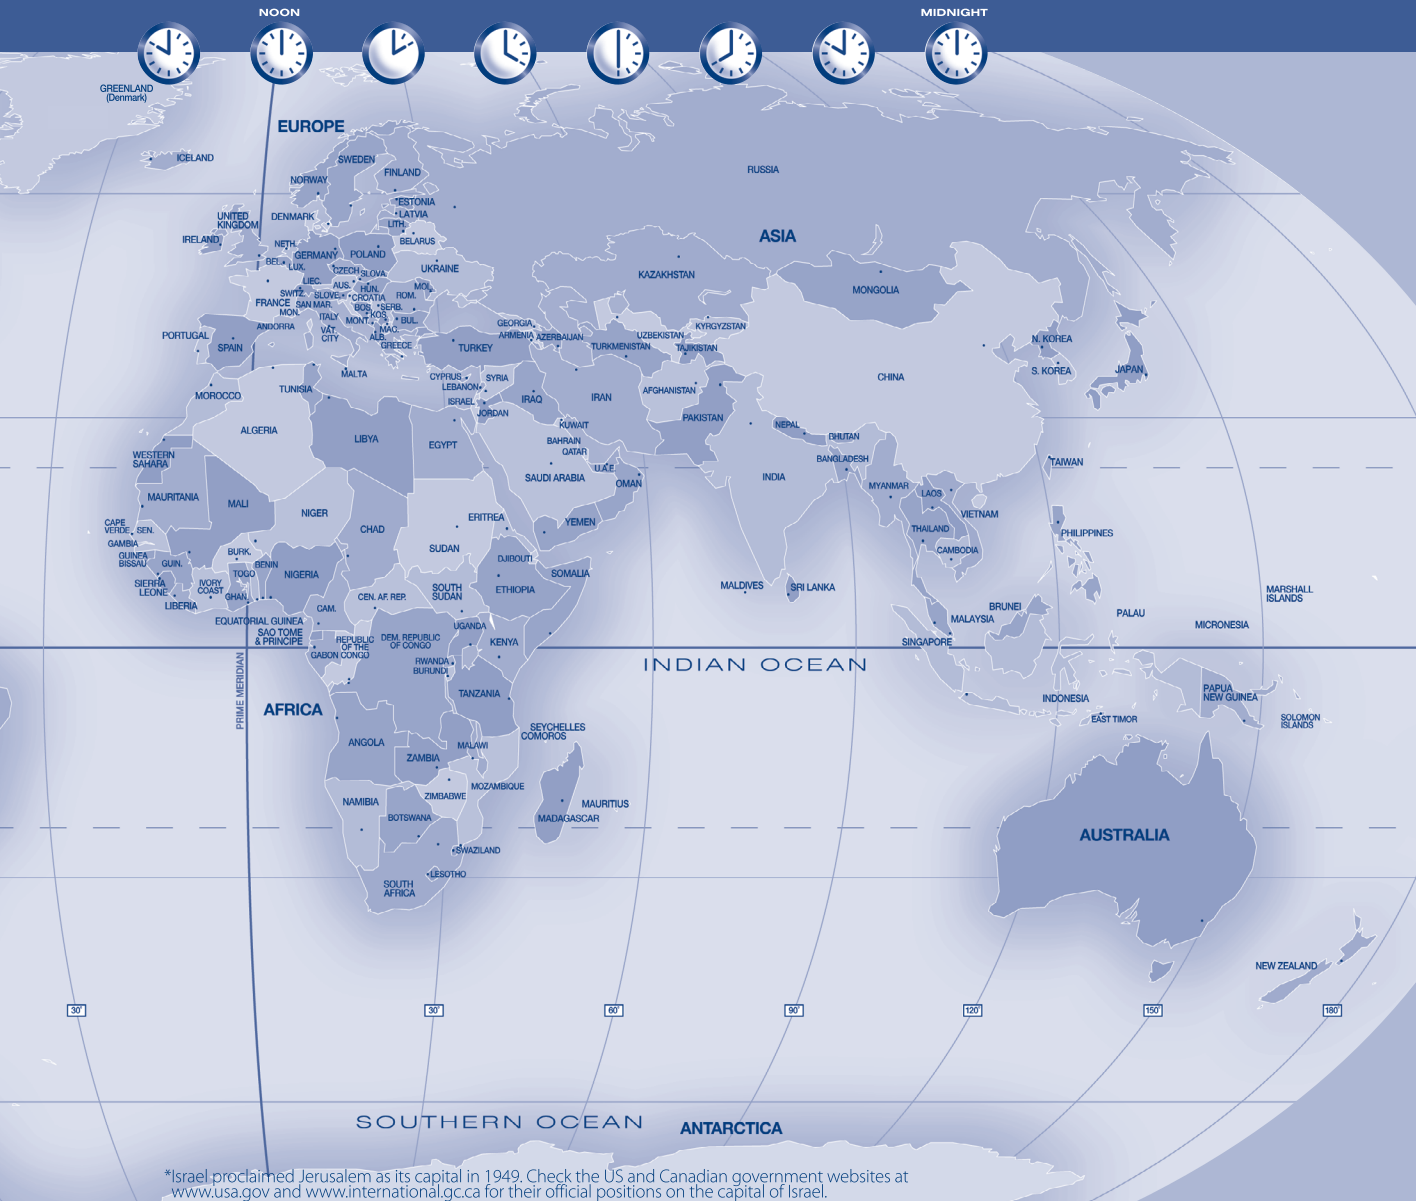 NOON
MIDNIGHT
GREENLAND
(Denmark)
EUROPE
ICELAND
SWEDEN
FINLAND
NORWAY
RUSSIA
ESTONIA
LATVIA
LITH.
UNITED
KINGDOM
DENMARK
IRELAND
BELARUS
ASIA
NETH.
GERMANY
POLAND
BEL.
LUX.
CZECH
SLOVA.
UKRAINE
KAZAKHSTAN
LIEC.
AUS.
HUN.
MOL.
MONGOLIA
SWITZ.
SLOVE.
CROATIA
ROM.
FRANCE
SAN MAR.
BOS.
SERB.
MON.
ITALY
MONT.
KOS.
BUL.
ANDORRA
VAT.
CITY
MAC.
ALB.
GREECE
GEORGIA
ARMENIA
AZERBAIJAN
UZBEKISTAN
KYRGYZSTAN
PORTUGAL
SPAIN
TURKEY
TURKMENISTAN
TAJIKISTAN
N. KOREA
S. KOREA
JAPAN
MALTA
CYPRUS
SYRIA
LEBANON
CHINA
MOROCCO
TUNISIA
ISRAEL
JORDAN
IRAQ
IRAN
AFGHANISTAN
KUWAIT
PAKISTAN
NEPAL
BHUTAN
ALGERIA
LIBYA
EGYPT
BAHRAIN
QATAR
BANGLADESH
WESTERN
SAHARA
SAUDI ARABIA
U.A.E.
OMAN
INDIA
TAIWAN
MYANMAR
LAOS
MAURITANIA
MALI
NIGER
CHAD
ERITREA
YEMEN
VIETNAM
CAPE
VERDE
SEN.
THAILAND
PHILIPPINES
GAMBIA
GUINEA
BISSAU
GUIN.
BURK.
BENIN
SUDAN
DJIBOUTI
CAMBODIA
TOGO
NIGERIA
SOMALIA
SIERRA
LEONE
IVORY
COAST
GHAN.
LIBERIA
CEN. AF. REP.
SOUTH
SUDAN
ETHIOPIA
MALDIVES
SRI LANKA
MARSHALL
ISLANDS
CAM.
BRUNEI
MALAYSIA
PALAU
MICRONESIA
EQUATORIAL GUINEA
SAO TOME
& PRINCIPE
UGANDA
KENYA
SINGAPORE
REPUBLIC
OF THE
CONGO
GABON
DEM. REPUBLIC
OF CONGO
RWANDA
BURUNDI
INDIAN OCEAN
PRIME MERIDIAN
TANZANIA
INDONESIA
PAPUA
NEW GUINEA
AFRICA
EAST TIMOR
SOLOMON
ISLANDS
SEYCHELLES
COMOROS
ANGOLA
ZAMBIA
MALAWI
MOZAMBIQUE
ZIMBABWE
NAMIBIA
BOTSWANA
MAURITIUS
MADAGASCAR
AUSTRALIA
SWAZILAND
LESOTHO
SOUTH
AFRICA
NEW ZEALAND
30°
30°
60°
90°
120°
150°
180°
SOUTHERN OCEAN
ANTARCTICA
*Israel proclaimed Jerusalem as its capital in 1949. Check the US and Canadian government websites at
www.usa.gov and www.international.gc.ca for their official positions on the capital of Israel.